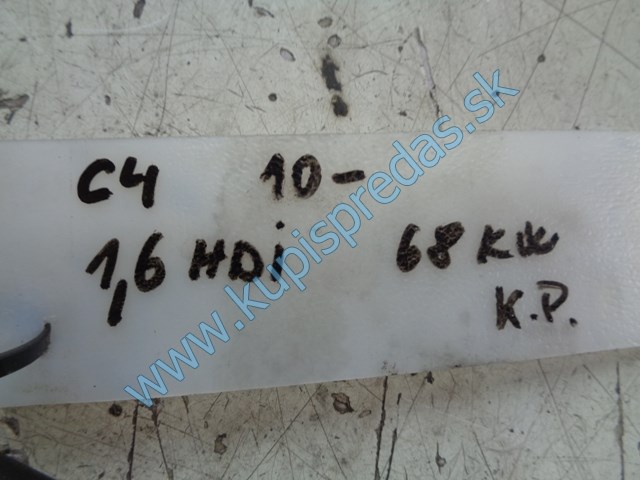 C4 10-
1,6 HDi 68 KW
K.P.
www.kupispredas.sk